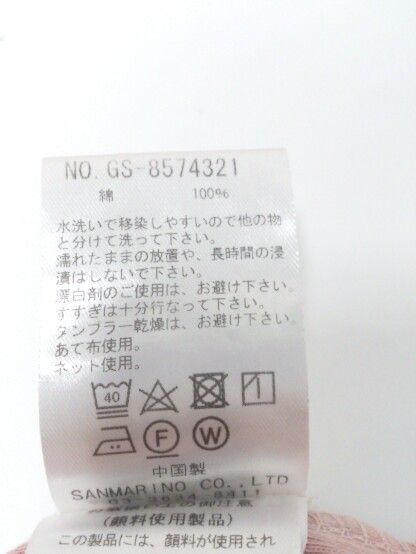 NO. GS-8574321
綿 100%
水洗いで移染しやすいので他の物
と分けて洗って下さい。
濡れたままの放置や、長時間の浸
漬はしないで下さい。
漂白剤のご使用は、お避け下さい。
すすぎは十分行なって下さい。
タンブラー乾燥は、お避け下さい。
あて布使用。
ネット使用。
40
F W
中国製
SANMARINO CO.,LTD
03-3634-8411
(顔料使用製品)
この製品には、顔料が使用され